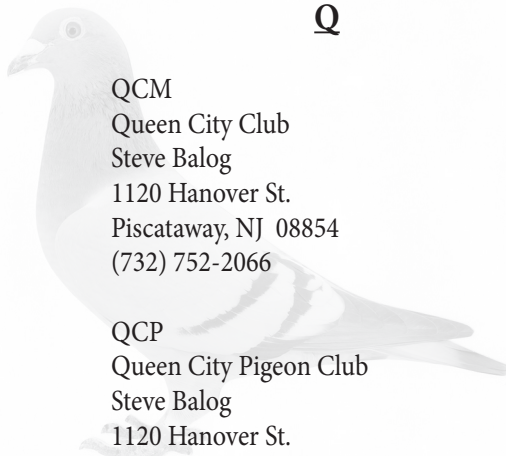 Q
QCM
Queen City Club
Steve Balog
1120 Hanover St.
Piscataway, NJ  08854
(732) 752-2066
QCP
Queen City Pigeon Club
Steve Balog
1120 Hanover St.